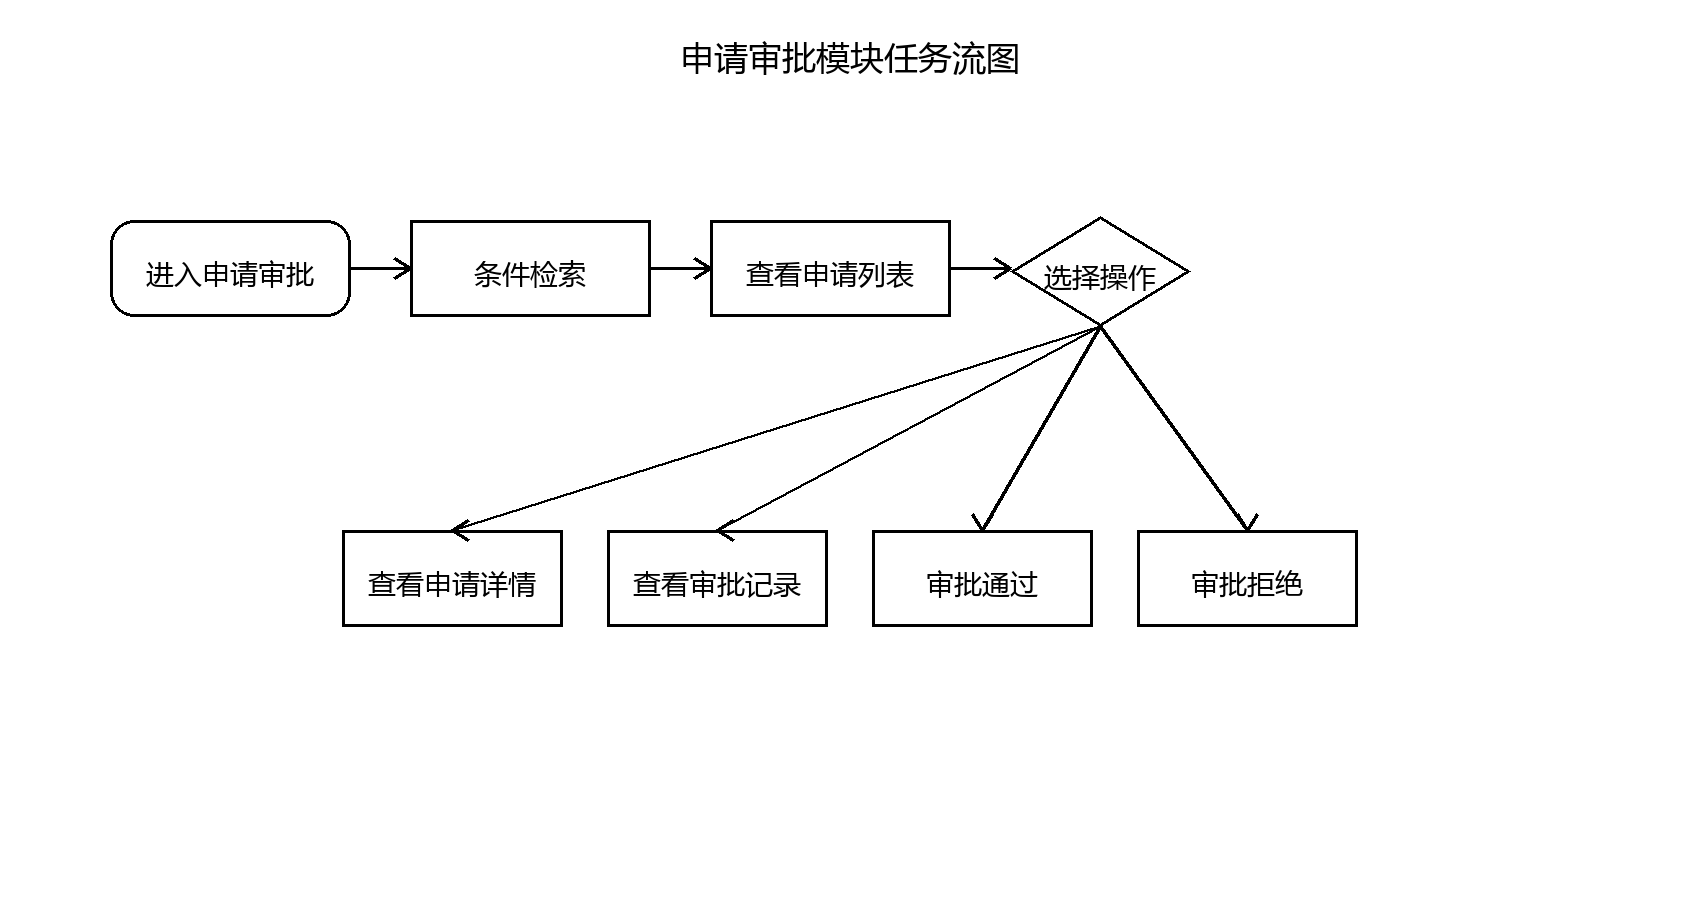 申请审批模块任务流图
进入申请审批
条件检索
查看申请列表
选择操作
查看申请详情
查看审批记录
审批通过
审批拒绝